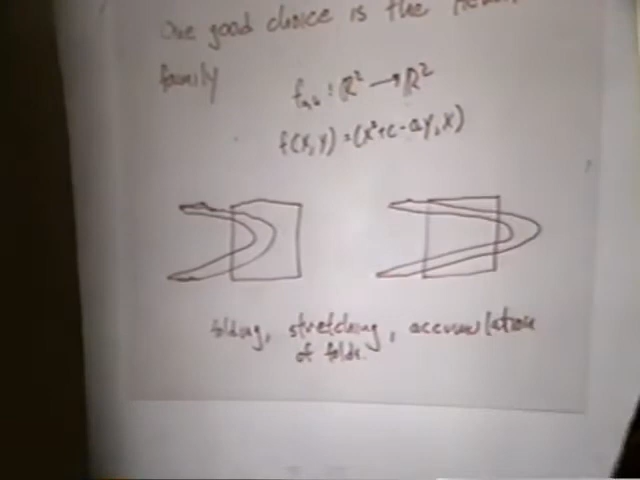 One good choice is the
family
f_{a,c} : ℝ² → ℝ²
f(x,y) = (x²+c-ay, x)
folding, stretching, accumulation
of folds.